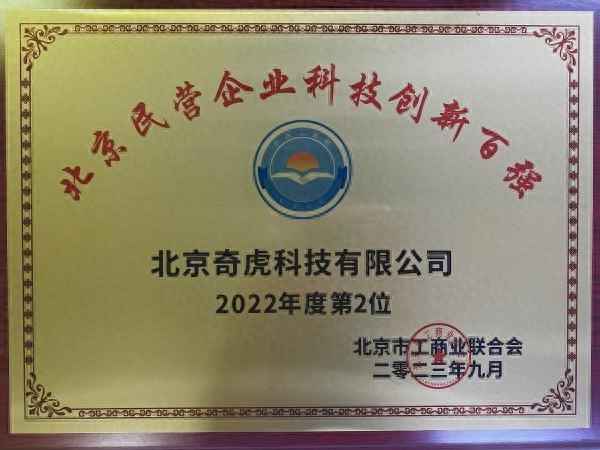 北京民营企业科技创新百强
北京奇虎科技有限公司
2022年度第2位
北京市工商业联合会
二零二三年九月